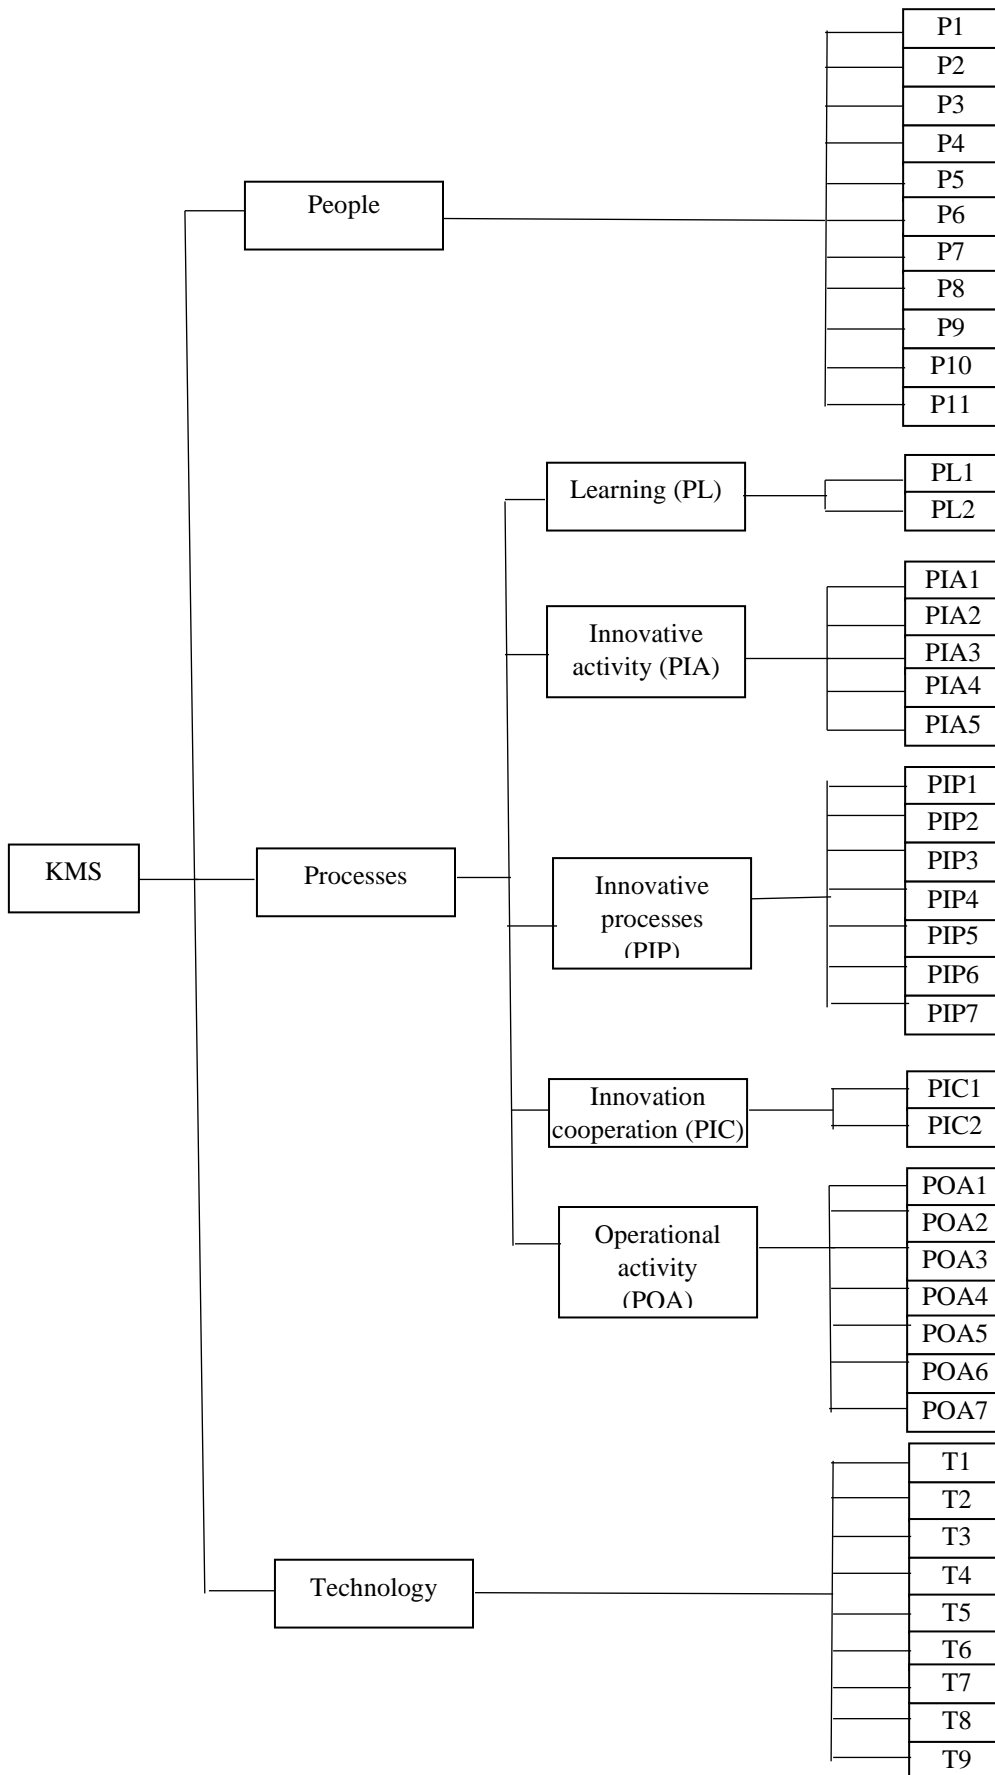 P1
P2
P3
P4
P5
P6
P7
P8
P9
P10
P11
People
Learning (PL)
PL1
PL2
Innovative
activity (PIA)
PIA1
PIA2
PIA3
PIA4
PIA5
KMS
Processes
Innovative
processes
(PIP)
PIP1
PIP2
PIP3
PIP4
PIP5
PIP6
PIP7
Innovation
cooperation (PIC)
PIC1
PIC2
Operational
activity
(POA)
POA1
POA2
POA3
POA4
POA5
POA6
POA7
Technology
T1
T2
T3
T4
T5
T6
T7
T8
T9